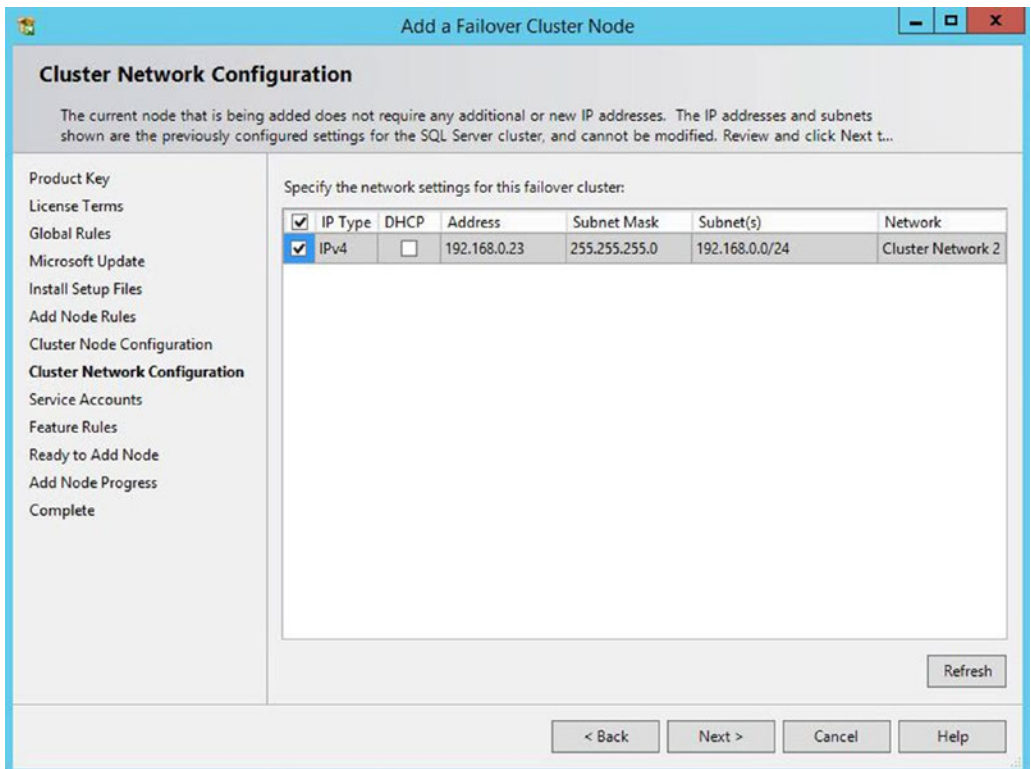 Add a Failover Cluster Node
Cluster Network Configuration
The current node that is being added does not require any additional or new IP addresses. The IP addresses and subnets
shown are the previously configured settings for the SQL Server cluster, and cannot be modified. Review and click Next t...
Product Key
License Terms
Global Rules
Microsoft Update
Install Setup Files
Add Node Rules
Cluster Node Configuration
Cluster Network Configuration
Service Accounts
Feature Rules
Ready to Add Node
Add Node Progress
Complete
Specify the network settings for this failover cluster:
IP Type DHCP Address Subnet Mask Subnet(s) Network
IPv4 192.168.0.23 255.255.255.0 192.168.0.0/24 Cluster Network 2
Refresh
< Back Next > Cancel Help